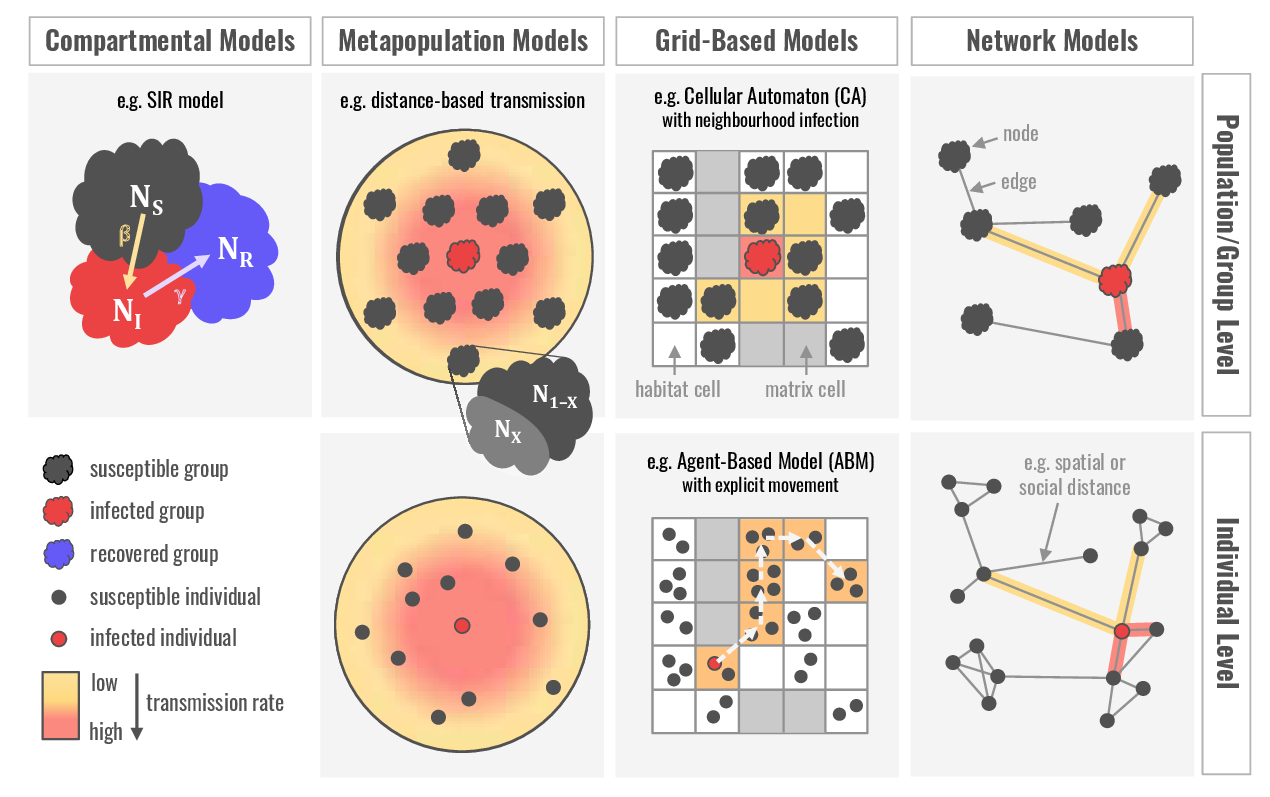 Compartmental Models
Metapopulation Models
Grid-Based Models
Network Models
e.g. SIR model
N_S
β
N_R
N_I
γ
e.g. distance-based transmission
N_1−X
N_X
e.g. Cellular Automaton (CA)
with neighbourhood infection
habitat cell
matrix cell
node
edge
Population/Group Level
susceptible group
infected group
recovered group
susceptible individual
infected individual
low
high
transmission rate
e.g. Agent-Based Model (ABM)
with explicit movement
e.g. spatial or
social distance
Individual Level